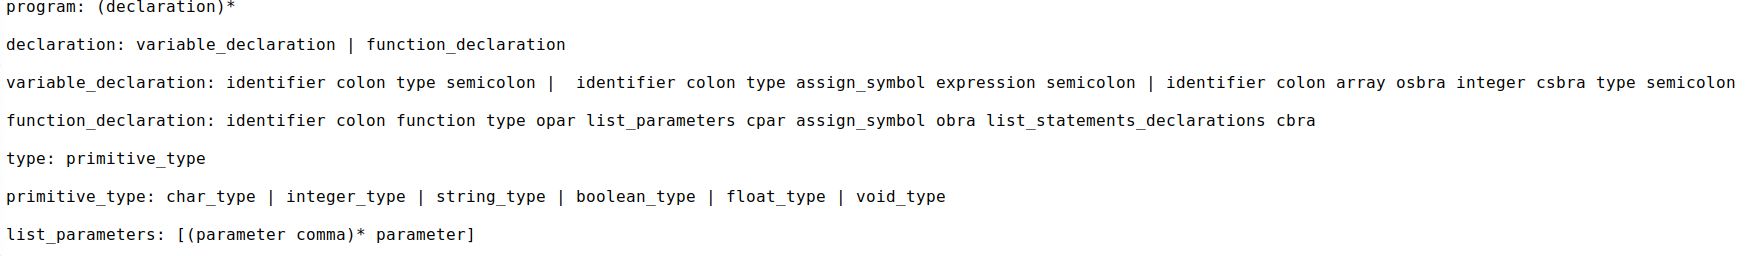 program: (declaration)*
declaration: variable_declaration | function_declaration
variable_declaration: identifier colon type semicolon |  identifier colon type assign_symbol expression semicolon | identifier colon array osbra integer csbra type semicolon
function_declaration: identifier colon function type opar list_parameters cpar assign_symbol obra list_statements_declarations cbra
type: primitive_type
primitive_type: char_type | integer_type | string_type | boolean_type | float_type | void_type
list_parameters: [(parameter comma)* parameter]